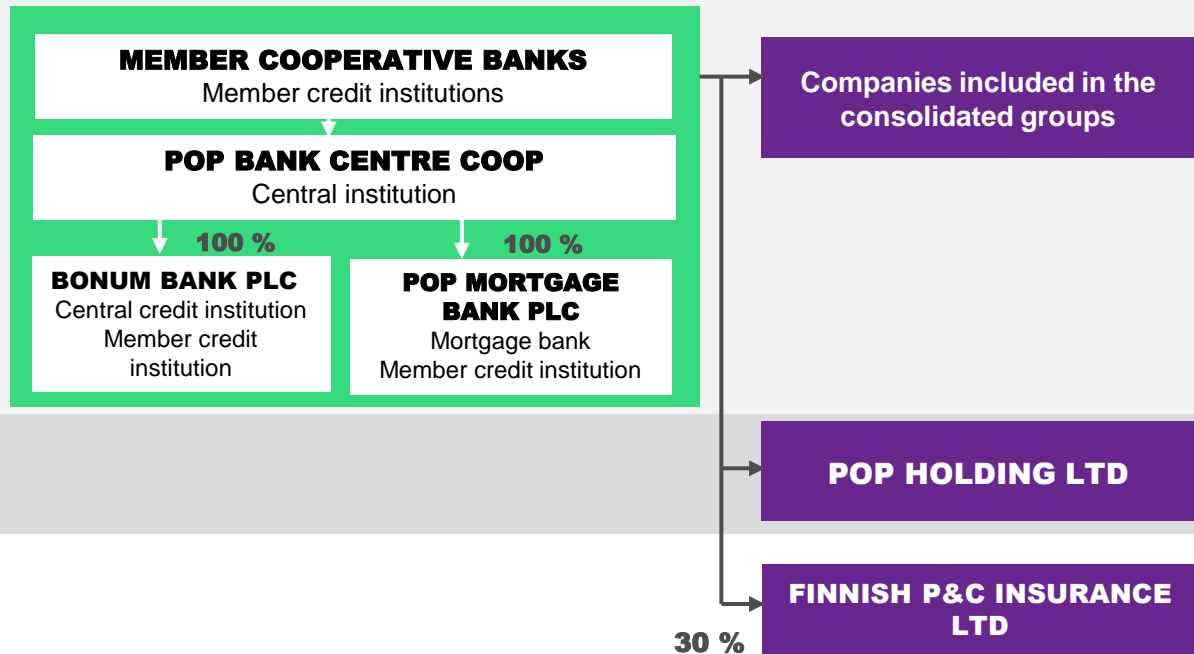 MEMBER COOPERATIVE BANKS
Member credit institutions
POP BANK CENTRE COOP
Central institution
100 %
100 %
BONUM BANK PLC
Central credit institution
Member credit
institution
POP MORTGAGE
BANK PLC
Mortgage bank
Member credit institution
Companies included in the
consolidated groups
POP HOLDING LTD
FINNISH P&C INSURANCE
LTD
30 %